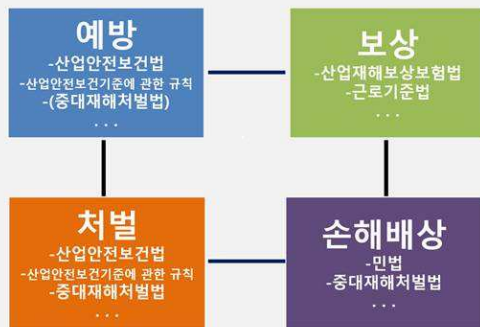 예방
-산업안전보건법
-산업안전보건기준에 관한 규칙
-(중대재해처벌법)
...
보상
-산업재해보상보험법
-근로기준법
...
처벌
-산업안전보건법
-산업안전보건기준에 관한 규칙
-중대재해처벌법
...
손해배상
-민법
-중대재해처벌법
...